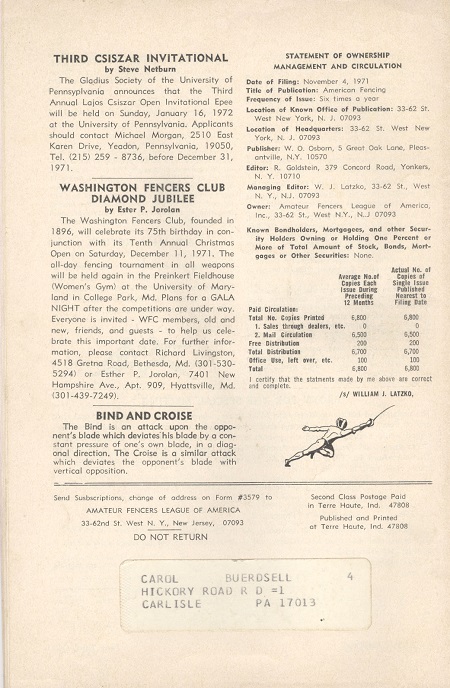 THIRD CSISZAR INVITATIONAL
by Steve Netburn
The Gladius Society of the University of
Pennsyplvania announces that the Third
Annual Lajos Csiszar Open Invitational Epee
will be held on Sunday, January 16, 1972
at the University of Pennsylvania. Applicants
should contact Michael Morgan, 2510 East
Karen Drive, Yeadon, Pennsylvania, 19050,
Tel. (215) 259 - 8736, before December 31,
1971.
WASHINGTON FENCERS CLUB
DIAMOND JUBILEE
by Ester P. Jorolan
The Washington Fencers Club, founded in
1896, will celebrate its 75th birthday in con-
junction with its Tenth Annual Christmas
Open on Saturday, December 11, 1971. The
all-day fencing tournament in all weapons
will be held again in the Preinkert Fieldhouse
(Women's Gym) at the University of Mary-
land in College Park, Md. Plans for a GALA
NIGHT after the competitions are under way.
Everyone is invited - WFC members, old and
new, friends, and guests - to help us cele-
brate this important date. For further infor-
mation, please contact Richard Livingston,
4518 Gretna Road, Bethesda, Md. (301-530-
5294) or Esther P. Jorolan, 7401 New
Hampshire Ave., Apt. 909, Hyattsville, Md.
(301-439-7249).
BIND AND CROISE
The Bind is an attack upon the oppo-
nent's blade which deviates his blade by a con-
stant pressure of one's own blade, in a diag-
onal direction. The Croise is a similar attack
which deviates the opponent's blade with
vertical opposition.
STATEMENT OF OWNERSHIP
MANAGEMENT AND CIRCULATION
Date of Filing: November 4, 1971
Title of Publication: American Fencing
Frequency of Issue: Six times a year
Location of Known Office of Publication: 33-62 St.
West New York, N. J. 07093
Location of Headquarters: 33-62 St. West New
York, N. J. 07093
Publisher: W. O. Osborn, 5 Great Oak Lane, Pleas-
ontville, N.Y. 10570
Editor: R. Goldstein, 379 Concord Road, Yonkers,
N. Y. 10710
Managing Editor: W. J. Latzko, 33-62 St., West
N. Y., N.J. 07093
Owner: Amateur Fencers League of America,
Inc., 33-62 St., West N.Y., N.J 07093
Known Bondholders, Mortgagees, and other Secur-
ity Holders Owning or Holding One Percent or
More of Total Amount of Stock, Bonds, Mort-
gages or Other Securities: None.
Average No.of
Copies Each
Issue During
Preceding
12 Months
Actual No. of
Copies of
Single Issue
Published
Nearest to
Filing Date
Paid Circulation:
Total No. Copies Printed 6,800 6,800
1. Sales through dealers, etc. 0 0
2. Mail Circulation 6,500 6,500
Free Distribution 200 200
Total Distribution 6,700 6,700
Office Use, left over, etc. 100 100
Total 6,800 6,800
I certify that the statments made by me above are correct
and complete.
/s/ WILLIAM J. LATZKO,
Send Susbscriptions, change of address on Form #3579 to
AMATEUR FENCERS LEAGUE OF AMERICA
33-62nd St. West N. Y., New Jersey, 07093
DO NOT RETURN
Second Class Postage Paid
in Terre Haute, Ind. 47808
Published and Printed
at Terre Haute, Ind. 47808
CAROL BUERDSELL 4
HICKORY ROAD R D =1
CARLISLE PA 17013